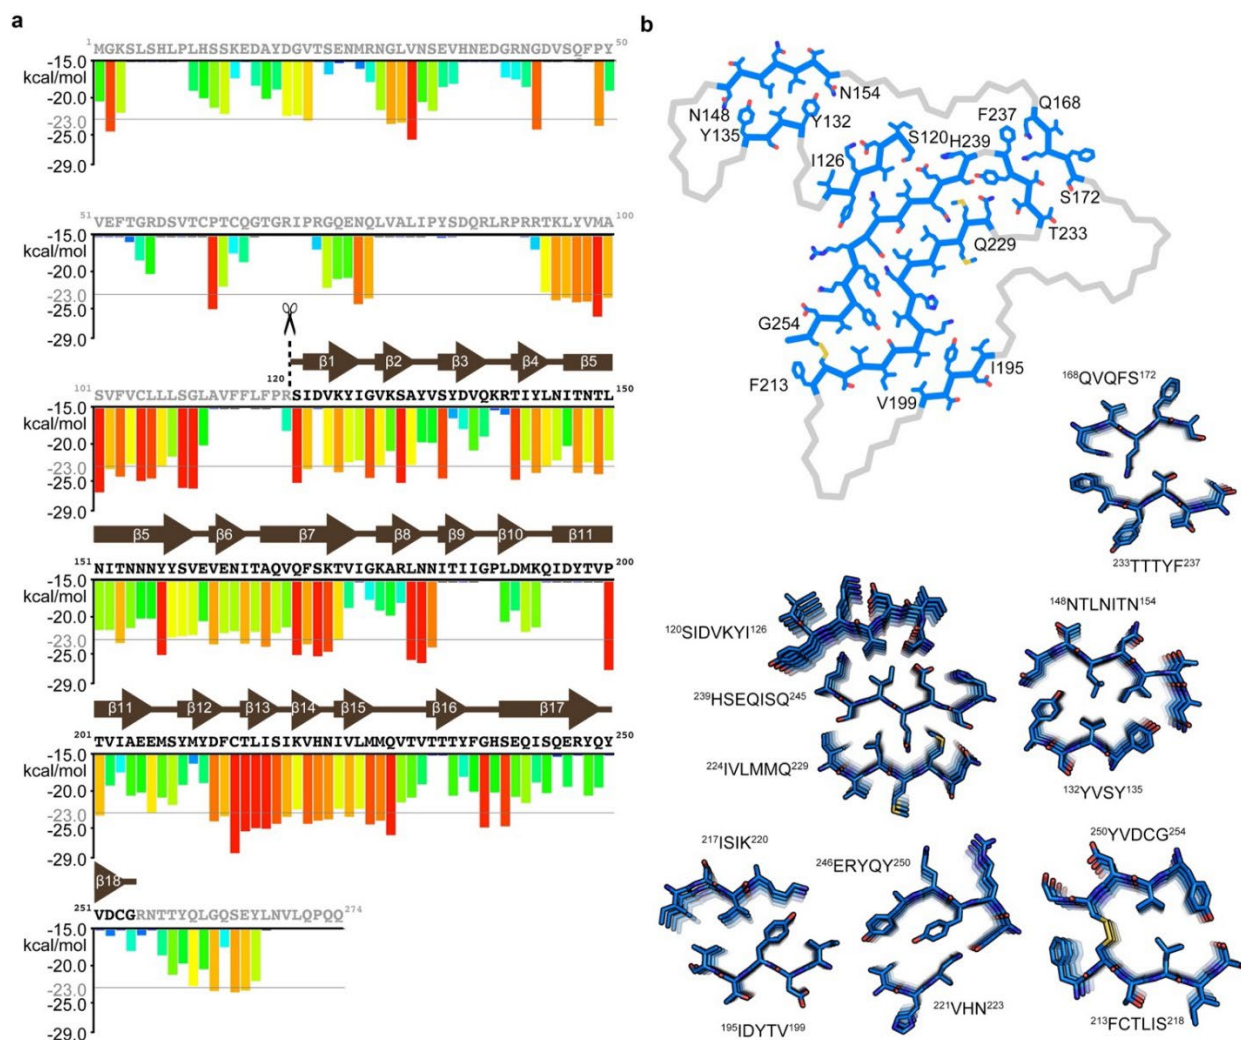 a
1 MGKSLSHLPLHSSKEDAYDGVTSENMRNGLVNSEVHNEDGRNGDVSQFPY 50
-15.0
kcal/mol
-20.0
-23.0
-25.0
-29.0
51 VEFTGRDSVTCPTCQGTGRIPRGQENQLVALIPYSDQRLRPRRTKLYVMA 100
-15.0
kcal/mol
-20.0
-23.0
-25.0
-29.0
β1 β2 β3 β4 β5
120
101 SVFVCLLLSGLAVFFLFPRSIDVKYIGVKSAYVSYDVQKRTIYLNITNTL 150
-15.0
kcal/mol
-20.0
-23.0
-25.0
-29.0
β5 β6 β7 β8 β9 β10 β11
151 NITNNNYYSVEVENITAQVQFSKTVIGKARLNNITIIGPLDMKQIDYTVP 200
-15.0
kcal/mol
-20.0
-23.0
-25.0
-29.0
β11 β12 β13 β14 β15 β16 β17
201 TVIAEEMSYMYDFCTLISIKVHNIVLMMQVTVTTTYFGHSEQISQERYQY 250
-15.0
kcal/mol
-20.0
-23.0
-25.0
-29.0
β18
251 VDCGRNTTYQLGQSEYLNVLQPQQ 274
-15.0
kcal/mol
-20.0
-23.0
-25.0
-29.0
b
N148
Y135
N154
Y132
I126
S120
H239
F237
Q168
S172
T233
Q229
G254
F213
V199
I195
168QVQFS172
233TTTYF237
120SIDVKYI126
239HSEQISQ245
224IVLMMQ229
148NTLNITN154
132YVSY135
217ISIK220
195IDYTV199
246ERYQY250
221VHN223
250YVDCG254
213FCTLIS218